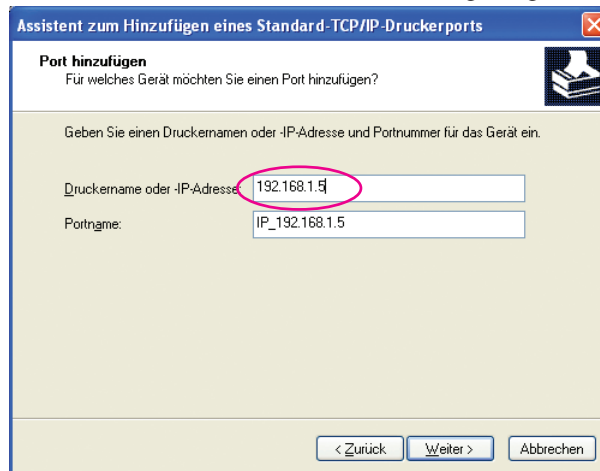 Assistent zum Hinzufügen eines Standard-TCP/IP-Druckerports
Port hinzufügen
Für welches Gerät möchten Sie einen Port hinzufügen?
Geben Sie einen Druckernamen oder -IP-Adresse und Portnummer für das Gerät ein.
Druckername oder -IP-Adresse: 192.168.1.5
Portname: IP_192.168.1.5
< Zurück Weiter > Abbrechen